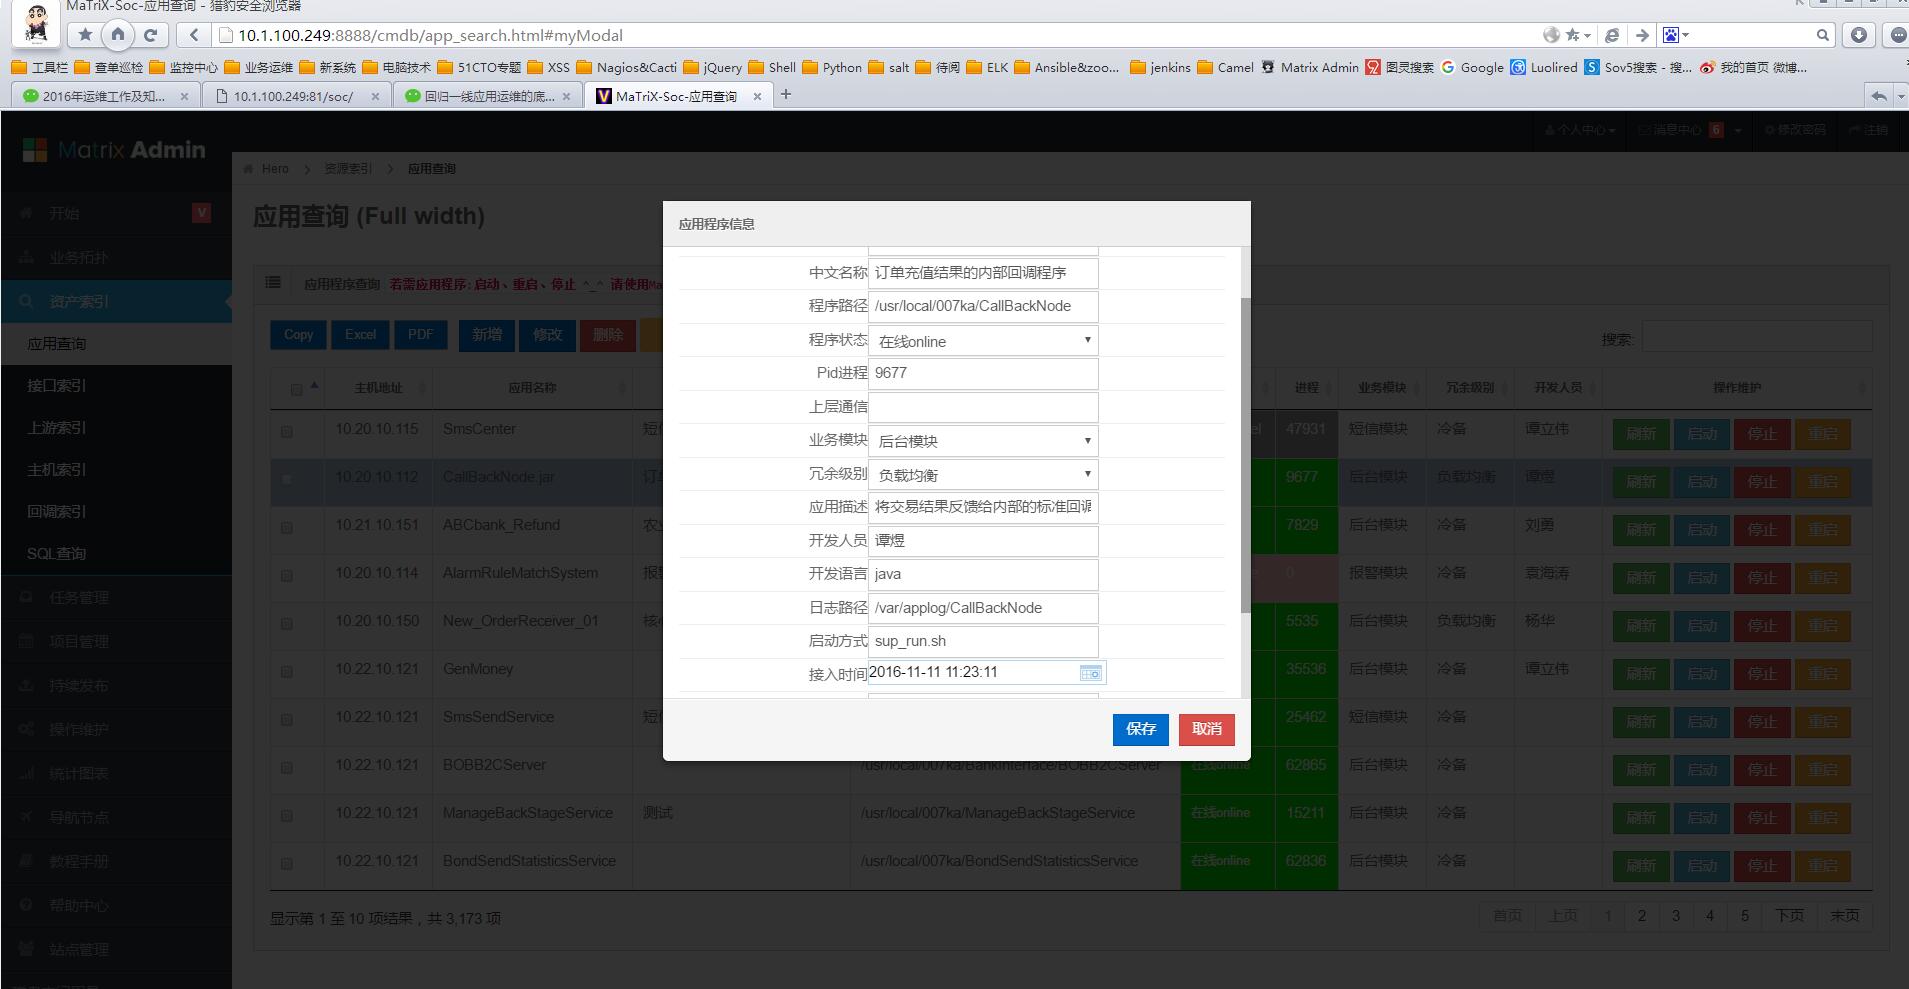 MaTriX-Soc-应用查询 - 猎豹安全浏览器
10.1.100.249:8888/cmdb/app_search.html#myModal
工具栏 查单巡检 监控中心 业务运维 新系统 电脑技术 51CTO专题 XSS Nagios&Cacti jQuery Shell Python salt 待阅 ELK Ansible&zoo... jenkins Camel Matrix Admin 图灵搜索 Google Luolired Sov5搜索 - 搜... 我的首页 微博...
2016年运维工作及知... 10.1.100.249:81/soc/ 回归一线应用运维的底... MaTriX-Soc-应用查询
Matrix Admin
个人中心 消息中心 6 修改密码 注销
Hero 资源索引 应用查询
应用查询 (Full width)
开始 V
业务拓扑
资产索引
应用查询
接口索引
上游索引
主机索引
回调索引
SQL查询
任务管理
项目管理
持续发布
操作维护
统计图表
导航节点
教程手册
帮助中心
站点管理
应用程序查询 若需应用程序:启动、重启、停止 ^_^ 请使用Ma
Copy Excel PDF 新增 修改 删除
搜索:
主机地址 应用名称 进程 业务模块 冗余级别 开发人员 操作维护
10.20.10.115 SmsCenter 短信 el 47931 短信模块 冷备 谭立伟 刷新 启动 停止 重启
10.20.10.112 CallBackNode.jar 订单 9677 后台模块 负载均衡 谭煜 刷新 启动 停止 重启
10.21.10.151 ABCbank_Refund 农业 7829 后台模块 冷备 刘勇 刷新 启动 停止 重启
10.20.10.114 AlarmRuleMatchSystem 报警 e 0 报警模块 冷备 袁海涛 刷新 启动 停止 重启
10.20.10.150 New_OrderReceiver_01 核心 5535 后台模块 负载均衡 杨华 刷新 启动 停止 重启
10.22.10.121 GenMoney 35536 后台模块 冷备 谭立伟 刷新 启动 停止 重启
10.22.10.121 SmsSendService 短信 25462 短信模块 冷备 刷新 启动 停止 重启
10.22.10.121 BOBB2CServer /usr/local/007ka/BankInterface/BOBB2CServer 在线online 62865 后台模块 冷备 刷新 启动 停止 重启
10.22.10.121 ManageBackStageService 测试 /usr/local/007ka/ManageBackStageService 在线online 15211 后台模块 冷备 刷新 启动 停止 重启
10.22.10.121 BondSendStatisticsService /usr/local/007ka/BondSendStatisticsService 在线online 62836 后台模块 冷备 刷新 启动 停止 重启
显示第 1 至 10 项结果，共 3,173 项
首页 上页 1 2 3 4 5 下页 末页
应用程序信息
中文名称 订单充值结果的内部回调程序
程序路径 /usr/local/007ka/CallBackNode
程序状态 在线online
Pid进程 9677
上层通信
业务模块 后台模块
冗余级别 负载均衡
应用描述 将交易结果反馈给内部的标准回调
开发人员 谭煜
开发语言 java
日志路径 /var/applog/CallBackNode
启动方式 sup_run.sh
接入时间 2016-11-11 11:23:11
保存 取消